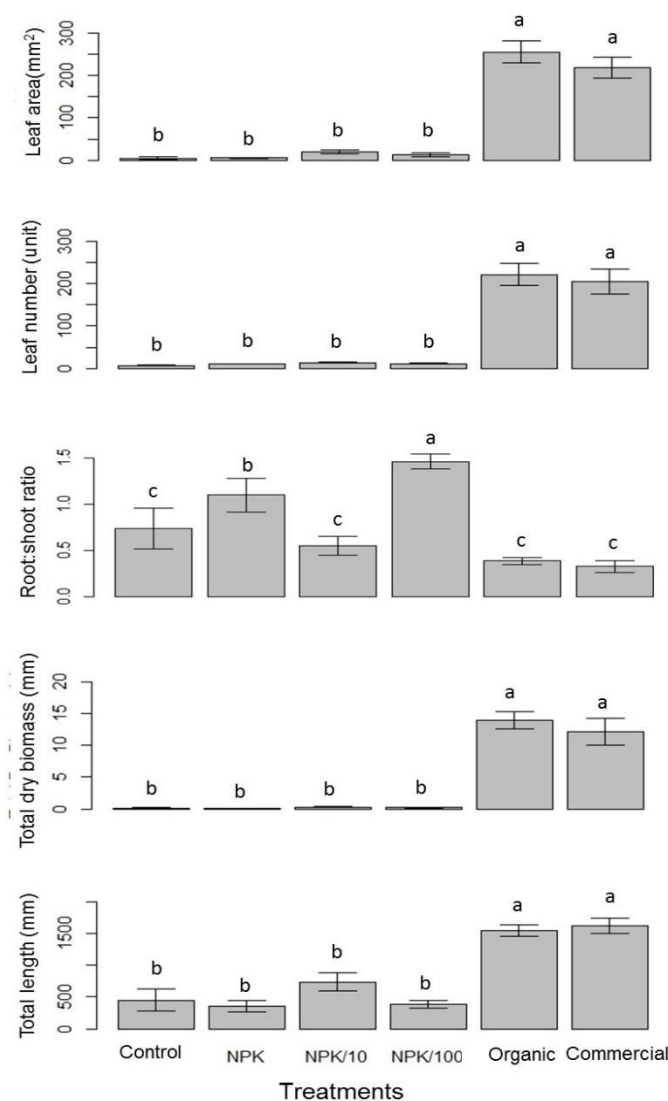 Leaf area(mm²)
0 100 200 300
b b b b a a
Leaf number (unit)
0 100 200 300
b b b b a a
Root:shoot ratio
0.0 0.5 1.0 1.5
c b c a c c
Total dry biomass (mm)
0 5 10 15 20
b b b b a a
Total length (mm)
0 500 1500
b b b b a a
Control NPK NPK/10 NPK/100 Organic Commercial
Treatments